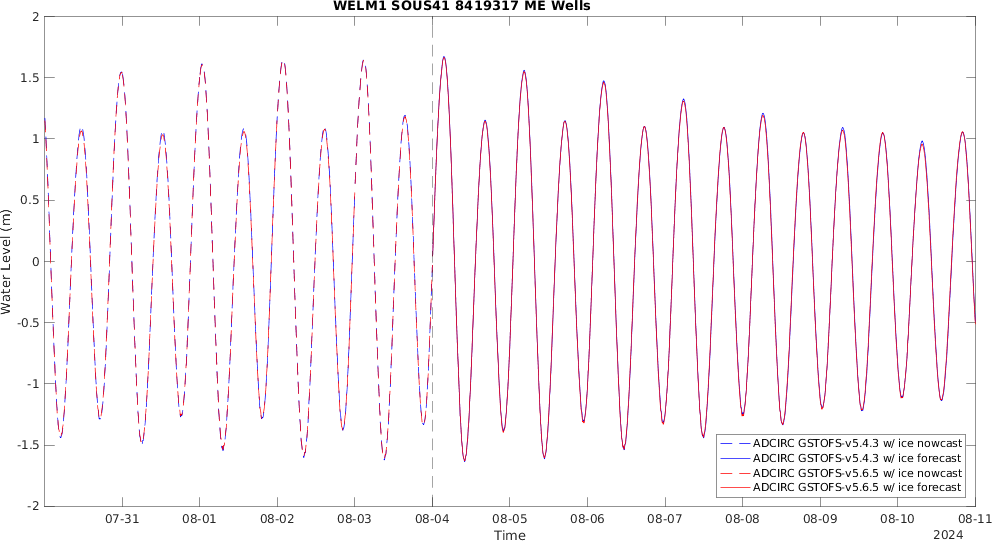 WELM1 SOUS41 8419317 ME Wells
2
1.5
1
0.5
0
-0.5
-1
-1.5
-2
Water Level (m)
07-31 08-01 08-02 08-03 08-04 08-05 08-06 08-07 08-08 08-09 08-10 08-11
Time
2024
ADCIRC GSTOFS-v5.4.3 w/ ice nowcast
ADCIRC GSTOFS-v5.4.3 w/ ice forecast
ADCIRC GSTOFS-v5.6.5 w/ ice nowcast
ADCIRC GSTOFS-v5.6.5 w/ ice forecast